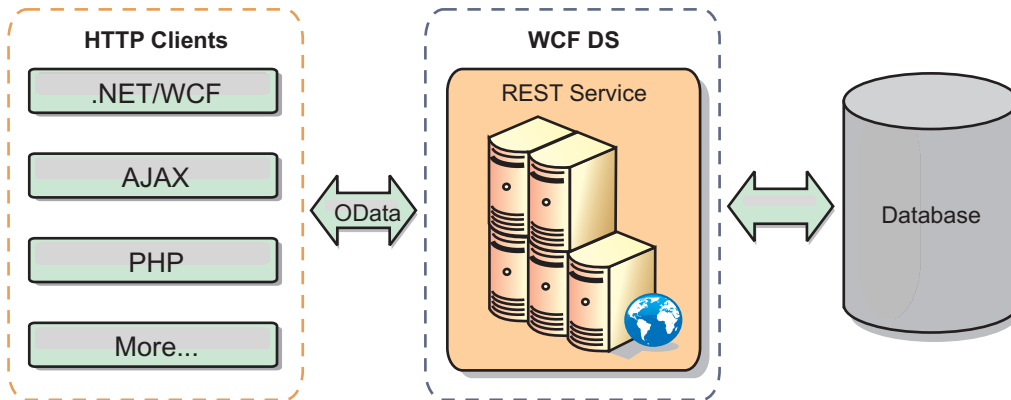 HTTP Clients
.NET/WCF
AJAX
PHP
More...
OData
WCF DS
REST Service
Database